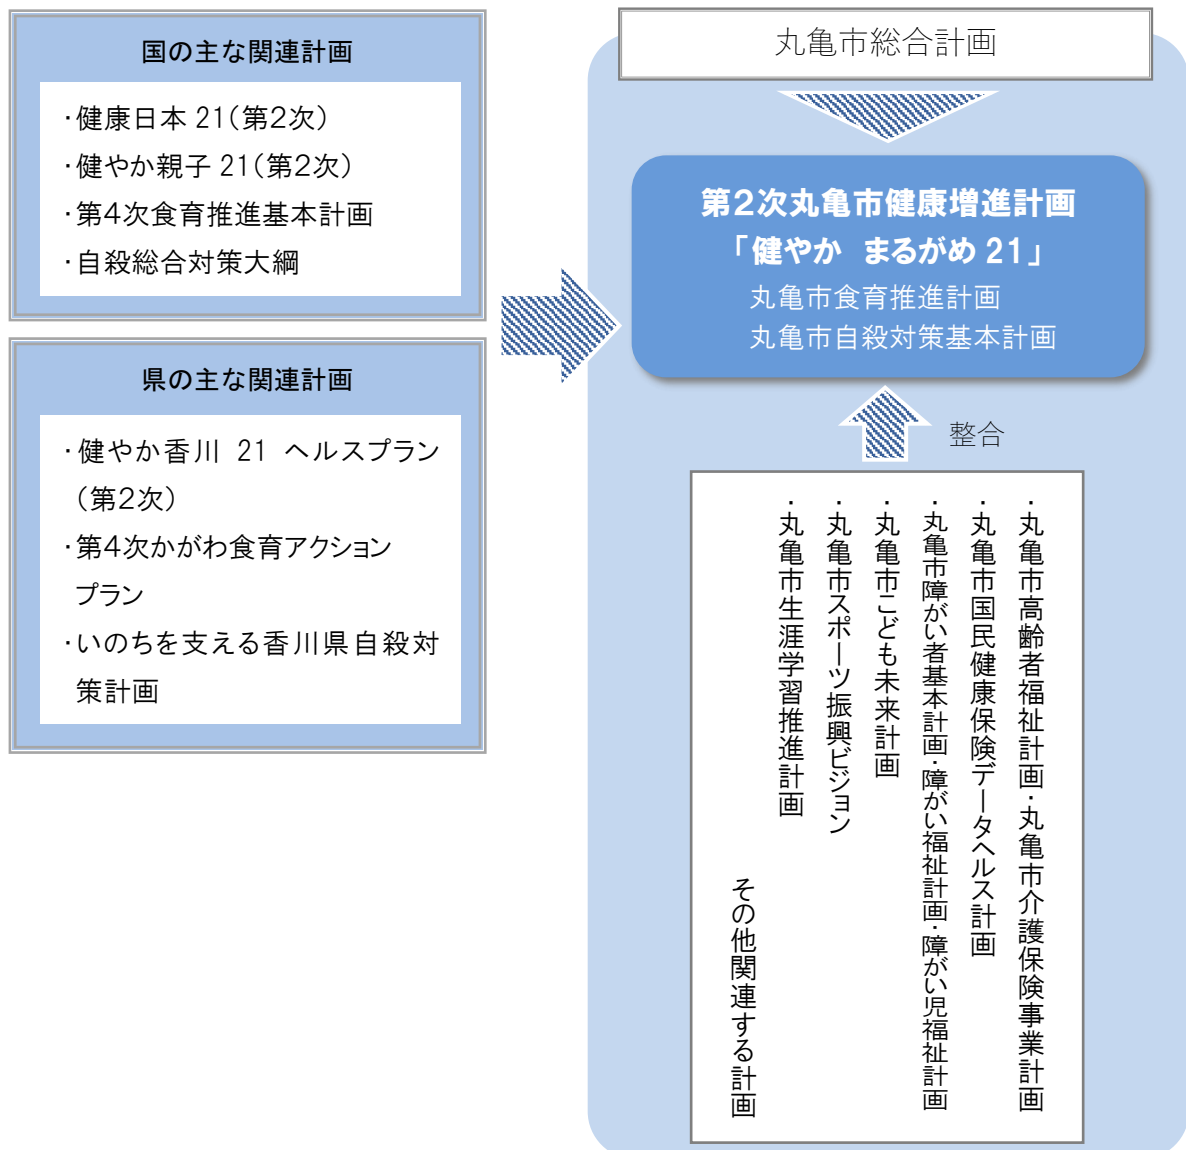 国の主な関連計画
・健康日本 21（第2次）
・健やか親子 21（第2次）
・第4次食育推進基本計画
・自殺総合対策大綱
県の主な関連計画
・健やか香川 21 ヘルスプラン
（第2次）
・第4次かがわ食育アクション
プラン
・いのちを支える香川県自殺対
策計画
丸亀市総合計画
第2次丸亀市健康増進計画
「健やか まるがめ 21」
丸亀市食育推進計画
丸亀市自殺対策基本計画
整合
・丸亀市高齢者福祉計画・丸亀市介護保険事業計画
・丸亀市国民健康保険データヘルス計画
・丸亀市障がい者基本計画・障がい福祉計画・障がい児福祉計画
・丸亀市こども未来計画
・丸亀市スポーツ振興ビジョン
・丸亀市生涯学習推進計画
その他関連する計画